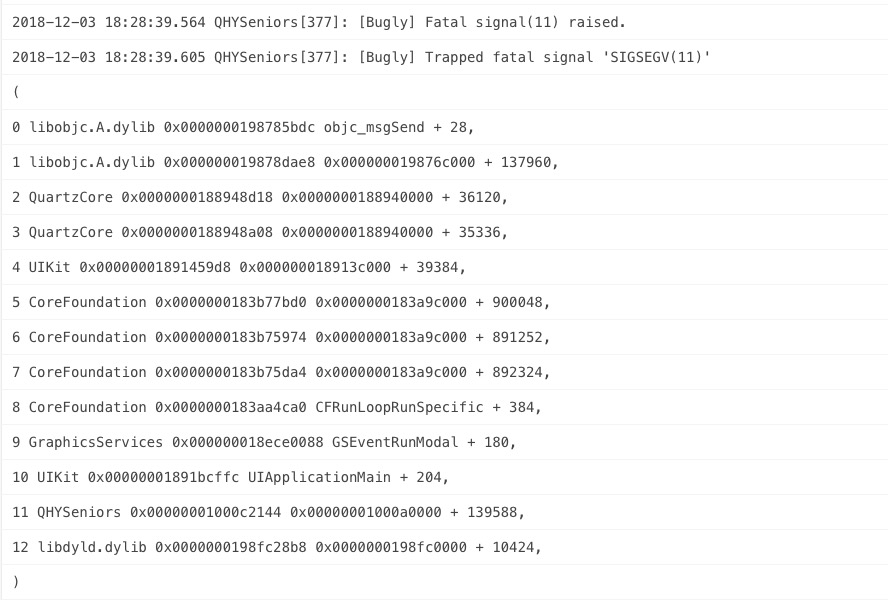 2018-12-03 18:28:39.564 QHYSeniors[377]: [Bugly] Fatal signal(11) raised.
2018-12-03 18:28:39.605 QHYSeniors[377]: [Bugly] Trapped fatal signal 'SIGSEGV(11)'
(
0 libobjc.A.dylib 0x0000000198785bdc objc_msgSend + 28,
1 libobjc.A.dylib 0x000000019878dae8 0x000000019876c000 + 137960,
2 QuartzCore 0x0000000188948d18 0x0000000188940000 + 36120,
3 QuartzCore 0x0000000188948a08 0x0000000188940000 + 35336,
4 UIKit 0x00000001891459d8 0x000000018913c000 + 39384,
5 CoreFoundation 0x0000000183b77bd0 0x0000000183a9c000 + 900048,
6 CoreFoundation 0x0000000183b75974 0x0000000183a9c000 + 891252,
7 CoreFoundation 0x0000000183b75da4 0x0000000183a9c000 + 892324,
8 CoreFoundation 0x0000000183aa4ca0 CFRunLoopRunSpecific + 384,
9 GraphicsServices 0x000000018ece0088 GSEventRunModal + 180,
10 UIKit 0x00000001891bcffc UIApplicationMain + 204,
11 QHYSeniors 0x00000001000c2144 0x00000001000a0000 + 139588,
12 libdyld.dylib 0x0000000198fc28b8 0x0000000198fc0000 + 10424,
)